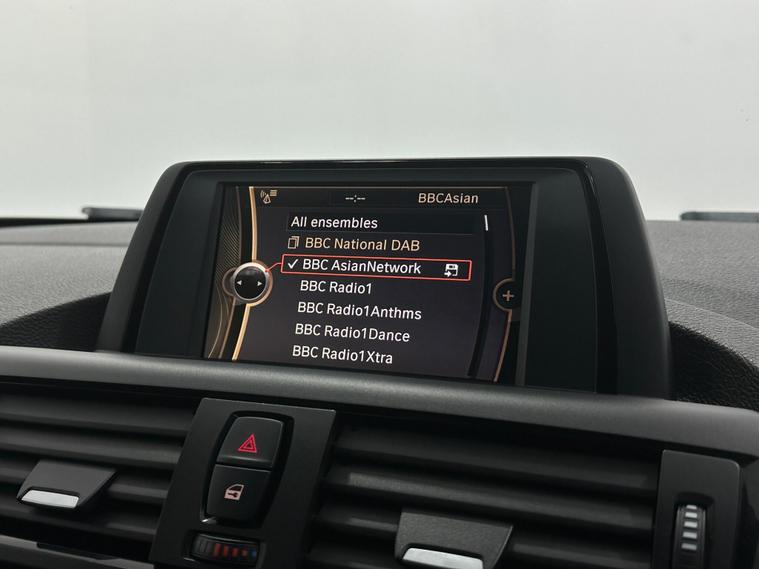 --:--
BBCAsian
All ensembles
BBC National DAB
BBC AsianNetwork
BBC Radio1
BBC Radio1Anthms
BBC Radio1Dance
BBC Radio1Xtra